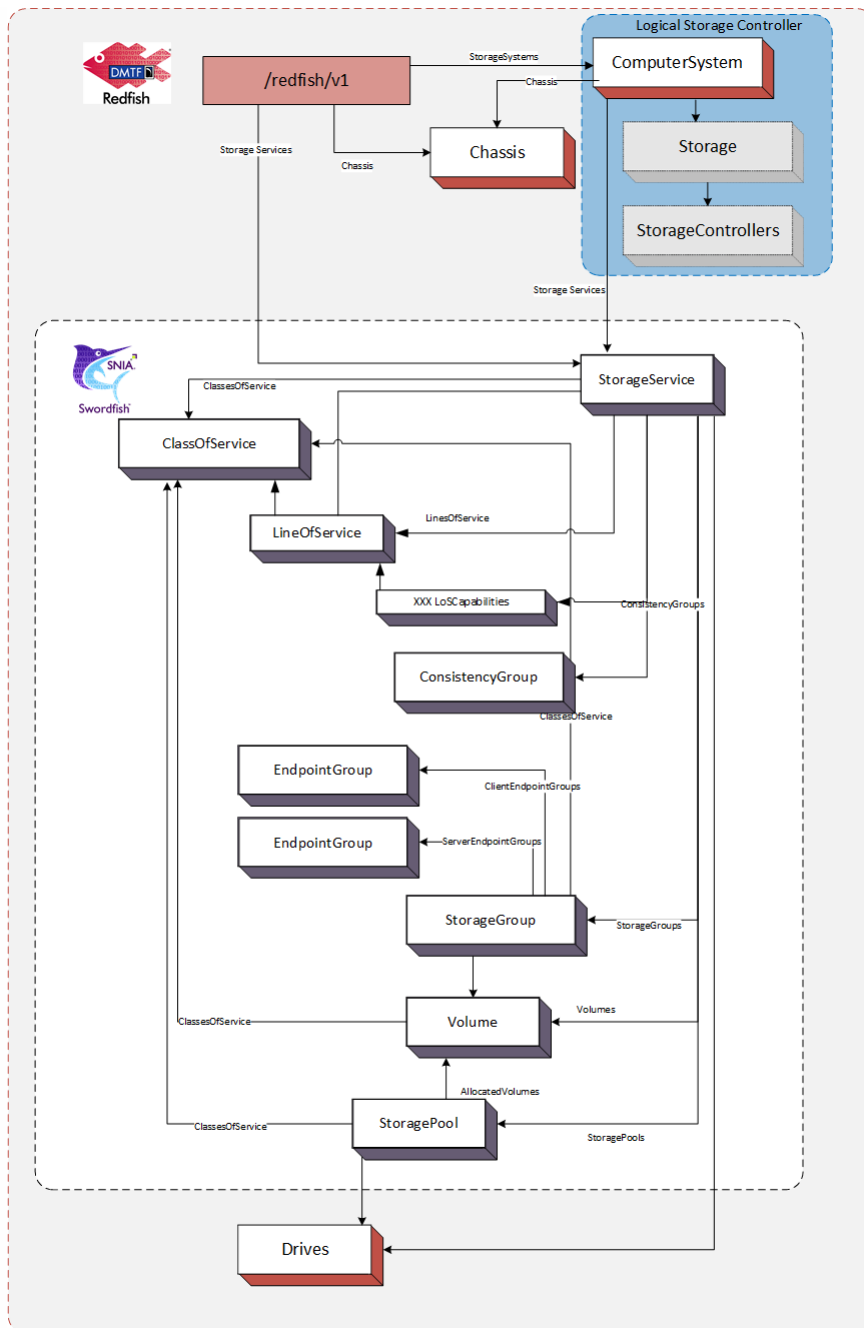 Logical Storage Controller
DMTF
Redfish
/redfish/v1
StorageSystems
ComputerSystem
Chassis
Storage Services
Chassis
Chassis
Storage
StorageControllers
Storage Services
SNIA
Swordfish
StorageService
ClassesOfService
ClassOfService
LineOfService
LinesOfService
XXX LoSCapabilities
ConsistencyGroups
ConsistencyGroup
ClassesOfService
EndpointGroup
ClientEndpointGroups
EndpointGroup
ServerEndpointGroups
StorageGroup
StorageGroups
Volume
Volumes
ClassesOfService
AllocatedVolumes
StoragePool
ClassesOfService
StoragePools
Drives